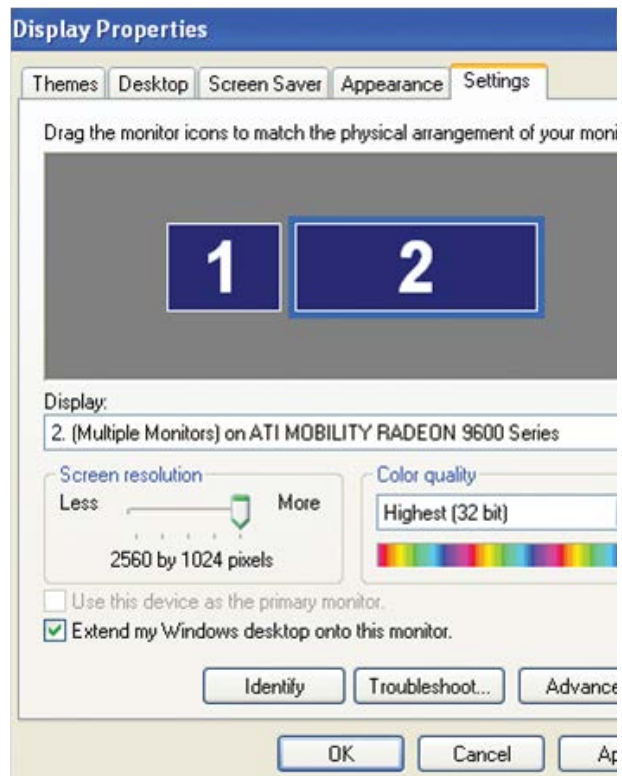 Display Properties
Themes Desktop Screen Saver Appearance Settings
Drag the monitor icons to match the physical arrangement of your moni
1 2
Display:
2. (Multiple Monitors) on ATI MOBILITY RADEON 9600 Series
Screen resolution Color quality
Less More Highest (32 bit)
2560 by 1024 pixels
Use this device as the primary monitor.
Extend my Windows desktop onto this monitor.
Identify Troubleshoot... Advance
OK Cancel Ap